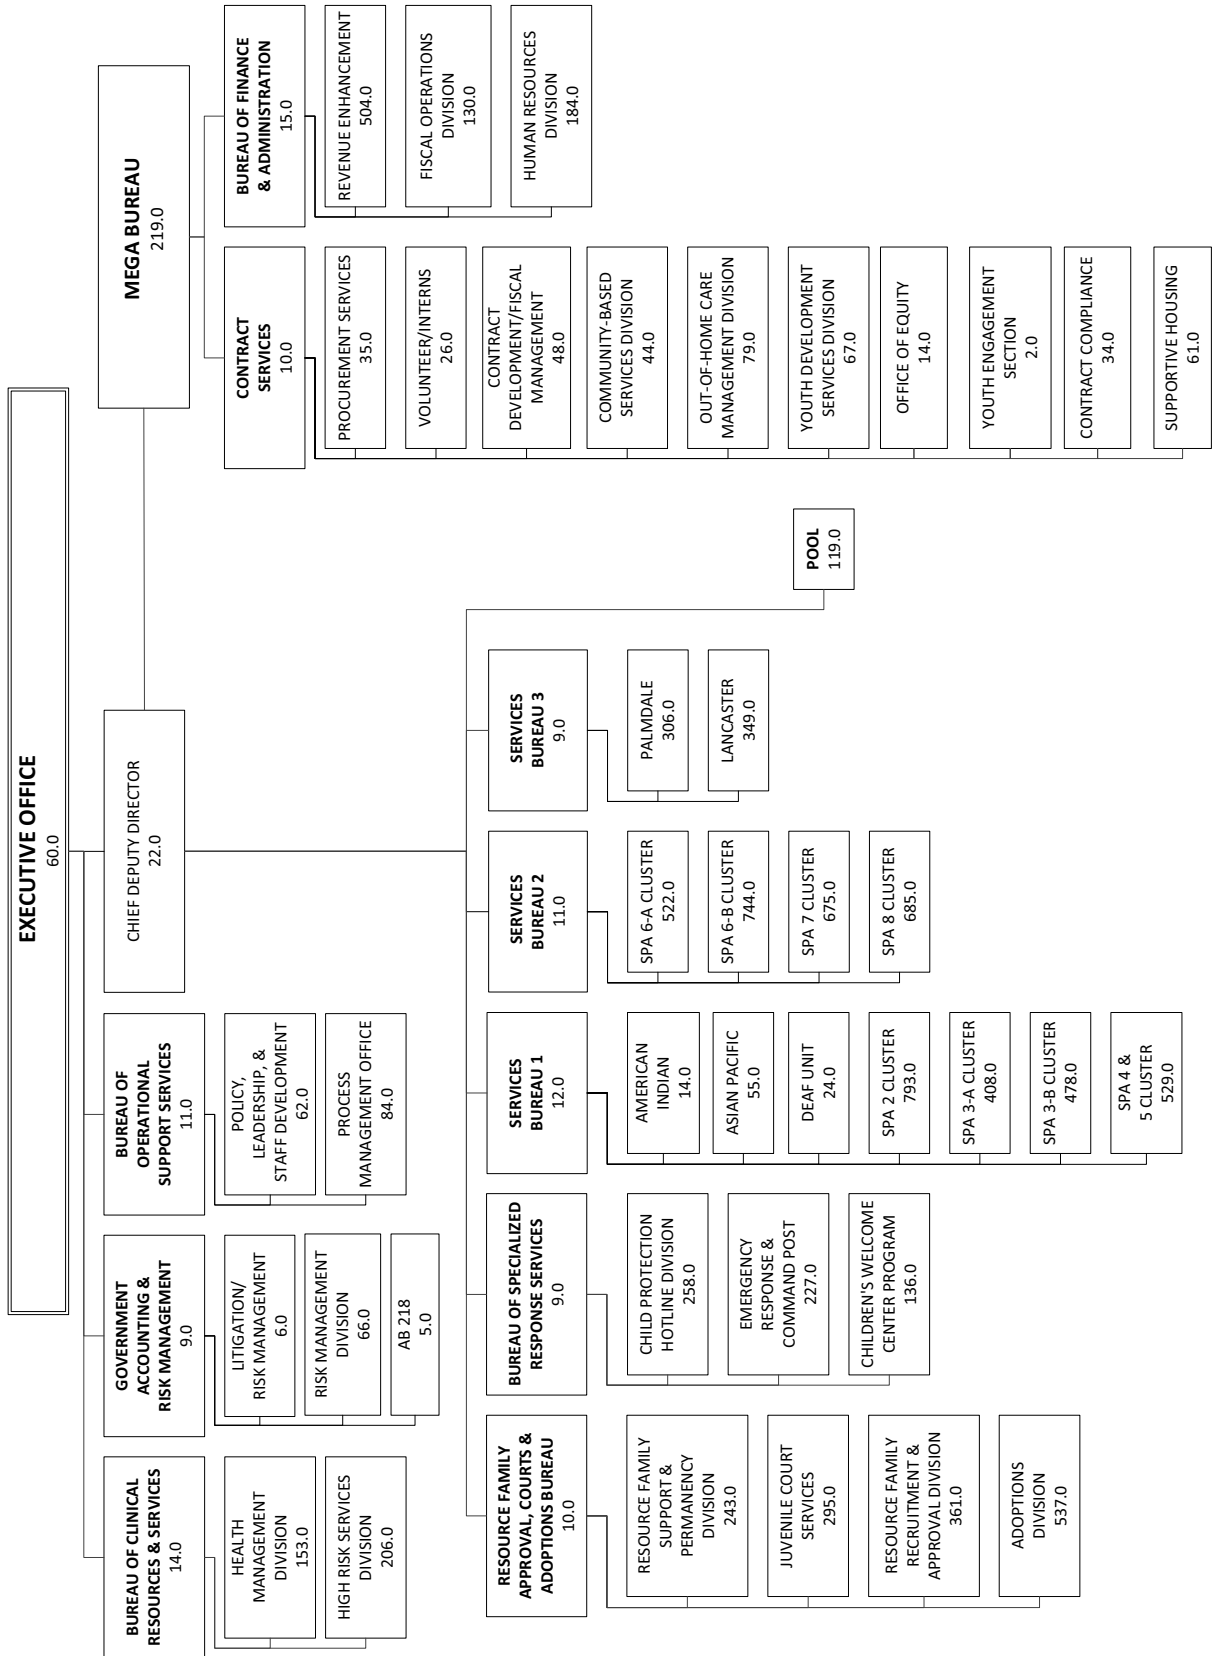 EXECUTIVE OFFICE
60.0
BUREAU OF CLINICAL
RESOURCES & SERVICES
14.0
HEALTH
MANAGEMENT
DIVISION
153.0
HIGH RISK SERVICES
DIVISION
206.0
GOVERNMENT
ACCOUNTING &
RISK MANAGEMENT
9.0
LITIGATION/
RISK MANAGEMENT
6.0
RISK MANAGEMENT
DIVISION
66.0
AB 218
5.0
BUREAU OF
OPERATIONAL
SUPPORT SERVICES
11.0
POLICY,
LEADERSHIP, &
STAFF DEVELOPMENT
62.0
PROCESS
MANAGEMENT OFFICE
84.0
CHIEF DEPUTY DIRECTOR
22.0
MEGA BUREAU
219.0
CONTRACT
SERVICES
10.0
PROCUREMENT SERVICES
35.0
VOLUNTEER/INTERNS
26.0
CONTRACT
DEVELOPMENT/FISCAL
MANAGEMENT
48.0
COMMUNITY-BASED
SERVICES DIVISION
44.0
OUT-OF-HOME CARE
MANAGEMENT DIVISION
79.0
YOUTH DEVELOPMENT
SERVICES DIVISION
67.0
OFFICE OF EQUITY
14.0
YOUTH ENGAGEMENT
SECTION
2.0
CONTRACT COMPLIANCE
34.0
SUPPORTIVE HOUSING
61.0
BUREAU OF FINANCE
& ADMINISTRATION
15.0
REVENUE ENHANCEMENT
504.0
FISCAL OPERATIONS
DIVISION
130.0
HUMAN RESOURCES
DIVISION
184.0
RESOURCE FAMILY
APPROVAL, COURTS &
ADOPTIONS BUREAU
10.0
RESOURCE FAMILY
SUPPORT &
PERMANENCY
DIVISION
243.0
JUVENILE COURT
SERVICES
295.0
RESOURCE FAMILY
RECRUITMENT &
APPROVAL DIVISION
361.0
ADOPTIONS
DIVISION
537.0
BUREAU OF SPECIALIZED
RESPONSE SERVICES
9.0
CHILD PROTECTION
HOTLINE DIVISION
258.0
EMERGENCY
RESPONSE &
COMMAND POST
227.0
CHILDREN'S WELCOME
CENTER PROGRAM
136.0
SERVICES
BUREAU 1
12.0
AMERICAN
INDIAN
14.0
ASIAN PACIFIC
55.0
DEAF UNIT
24.0
SPA 2 CLUSTER
793.0
SPA 3-A CLUSTER
408.0
SPA 3-B CLUSTER
478.0
SPA 4 &
5 CLUSTER
529.0
SERVICES
BUREAU 2
11.0
SPA 6-A CLUSTER
522.0
SPA 6-B CLUSTER
744.0
SPA 7 CLUSTER
675.0
SPA 8 CLUSTER
685.0
SERVICES
BUREAU 3
9.0
PALMDALE
306.0
LANCASTER
349.0
POOL
119.0